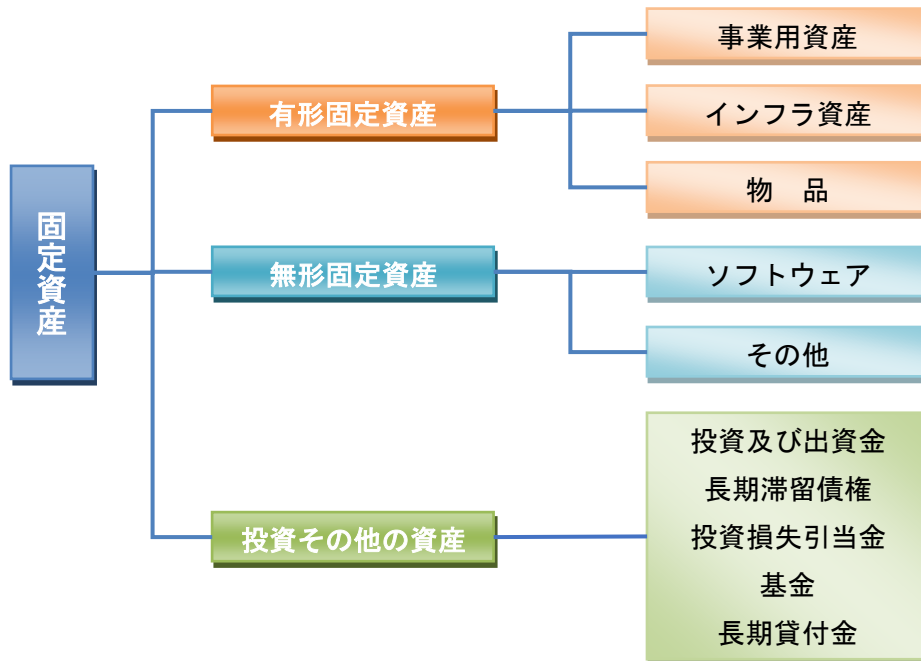 固定資産
有形固定資産
事業用資産
インフラ資産
物　品
無形固定資産
ソフトウェア
その他
投資その他の資産
投資及び出資金
長期滞留債権
投資損失引当金
基金
長期貸付金